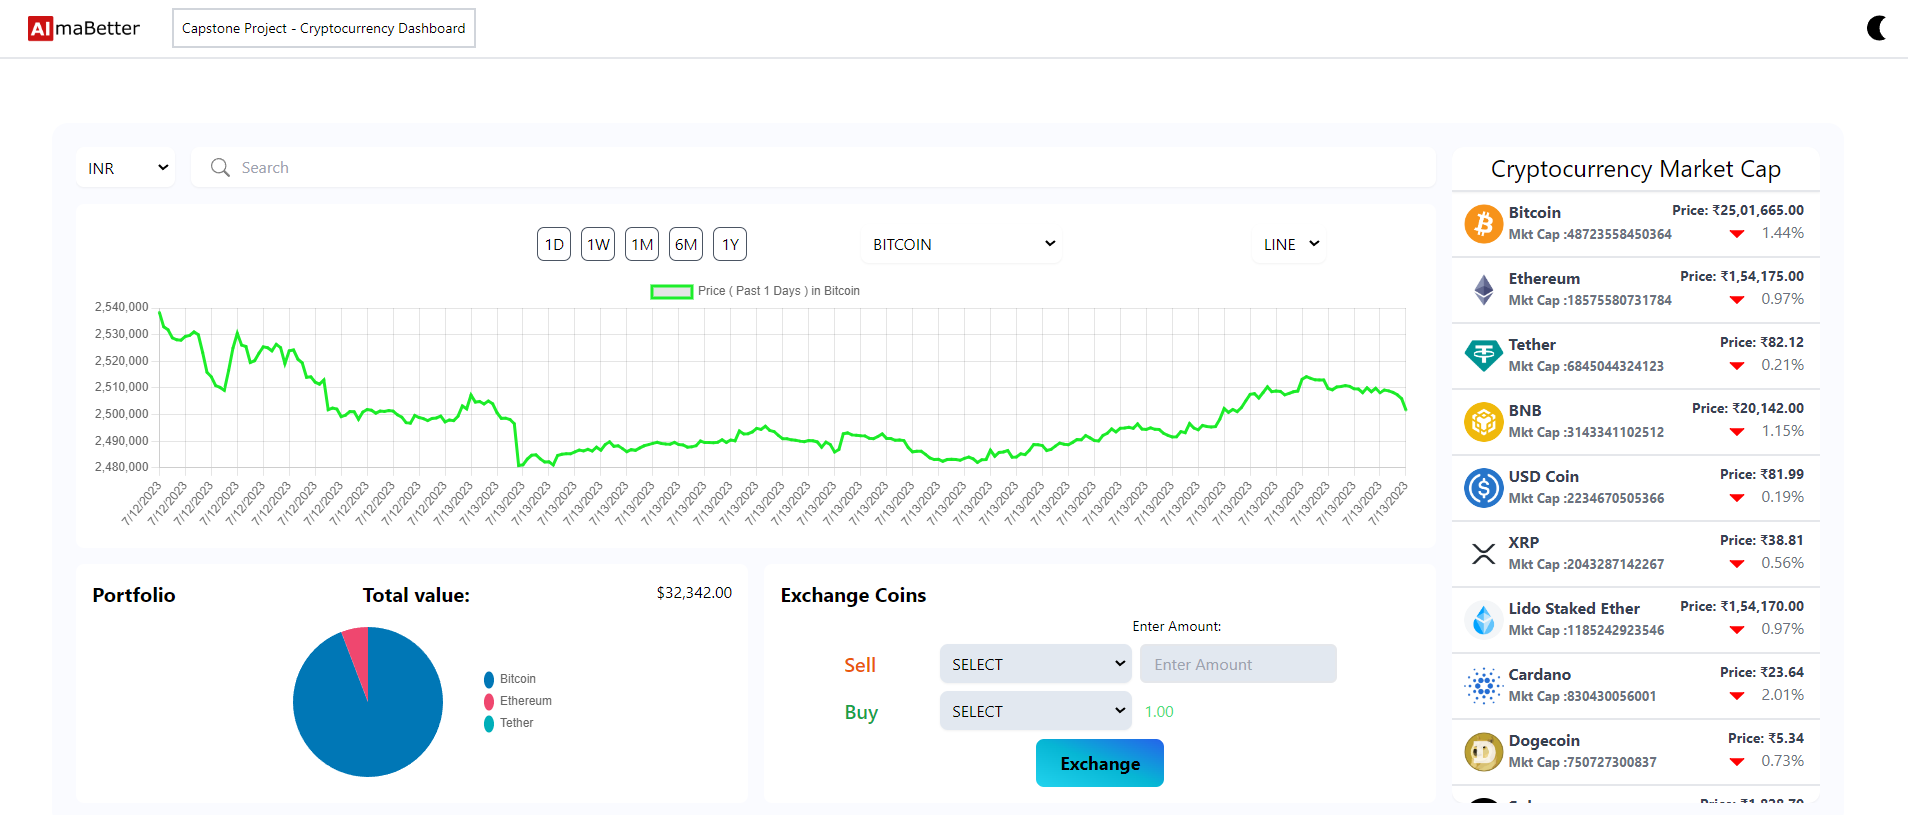 AlmaBetter
Capstone Project - Cryptocurrency Dashboard
INR
Search
1D 1W 1M 6M 1Y
BITCOIN
LINE
Price ( Past 1 Days ) in Bitcoin
2,540,000
2,530,000
2,520,000
2,510,000
2,500,000
2,490,000
2,480,000
7/12/2023 7/12/2023 7/12/2023 7/12/2023 7/12/2023 7/12/2023 7/12/2023 7/12/2023 7/12/2023 7/12/2023 7/12/2023 7/12/2023 7/12/2023 7/13/2023 7/13/2023 7/13/2023 7/13/2023 7/13/2023 7/13/2023 7/13/2023 7/13/2023 7/13/2023 7/13/2023 7/13/2023 7/13/2023 7/13/2023 7/13/2023 7/13/2023 7/13/2023 7/13/2023 7/13/2023 7/13/2023 7/13/2023 7/13/2023 7/13/2023 7/13/2023 7/13/2023 7/13/2023 7/13/2023 7/13/2023 7/13/2023 7/13/2023 7/13/2023 7/13/2023 7/13/2023 7/13/2023 7/13/2023 7/13/2023 7/13/2023
Portfolio
Total value:
$32,342.00
Bitcoin
Ethereum
Tether
Exchange Coins
Enter Amount:
Sell
SELECT
Enter Amount
Buy
SELECT
1.00
Exchange
Cryptocurrency Market Cap
Bitcoin Price: ₹25,01,665.00
Mkt Cap :48723558450364 1.44%
Ethereum Price: ₹1,54,175.00
Mkt Cap :18575580731784 0.97%
Tether Price: ₹82.12
Mkt Cap :6845044324123 0.21%
BNB Price: ₹20,142.00
Mkt Cap :3143341102512 1.15%
USD Coin Price: ₹81.99
Mkt Cap :2234670505366 0.19%
XRP Price: ₹38.81
Mkt Cap :2043287142267 0.56%
Lido Staked Ether Price: ₹1,54,170.00
Mkt Cap :1185242923546 0.97%
Cardano Price: ₹23.64
Mkt Cap :830430056001 2.01%
Dogecoin Price: ₹5.34
Mkt Cap :750727300837 0.73%